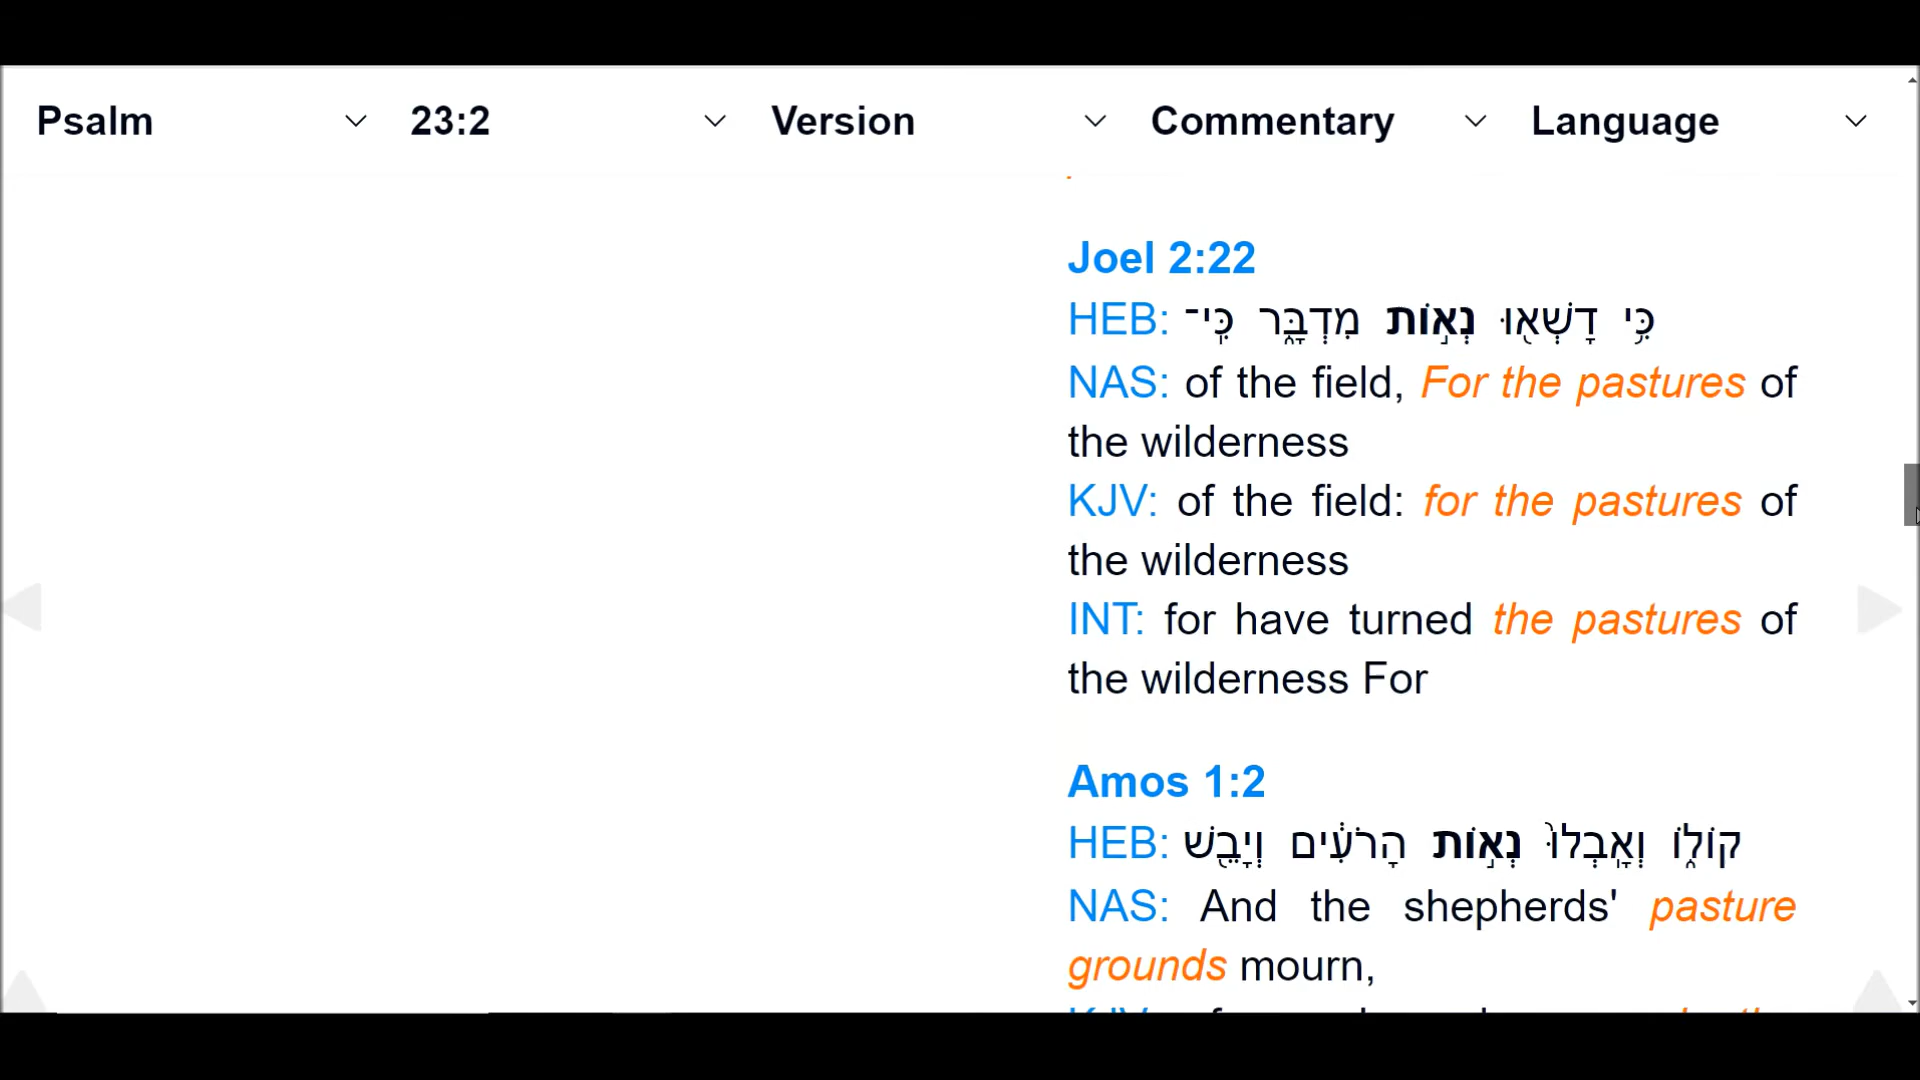 Psalm 23:2 Version Commentary Language
Joel 2:22
HEB: כִּ֥י דָשְׁא֖וּ נְא֣וֹת מִדְבָּ֑ר כִּֽי־
NAS: of the field, For the pastures of
the wilderness
KJV: of the field: for the pastures of
the wilderness
INT: for have turned the pastures of
the wilderness For
Amos 1:2
HEB: קוֹל֑וֹ וְאָֽבְלוּ֙ נְא֣וֹת הָרֹעִ֔ים וְיָבֵ֖שׁ
NAS: And the shepherds' pasture
grounds mourn,